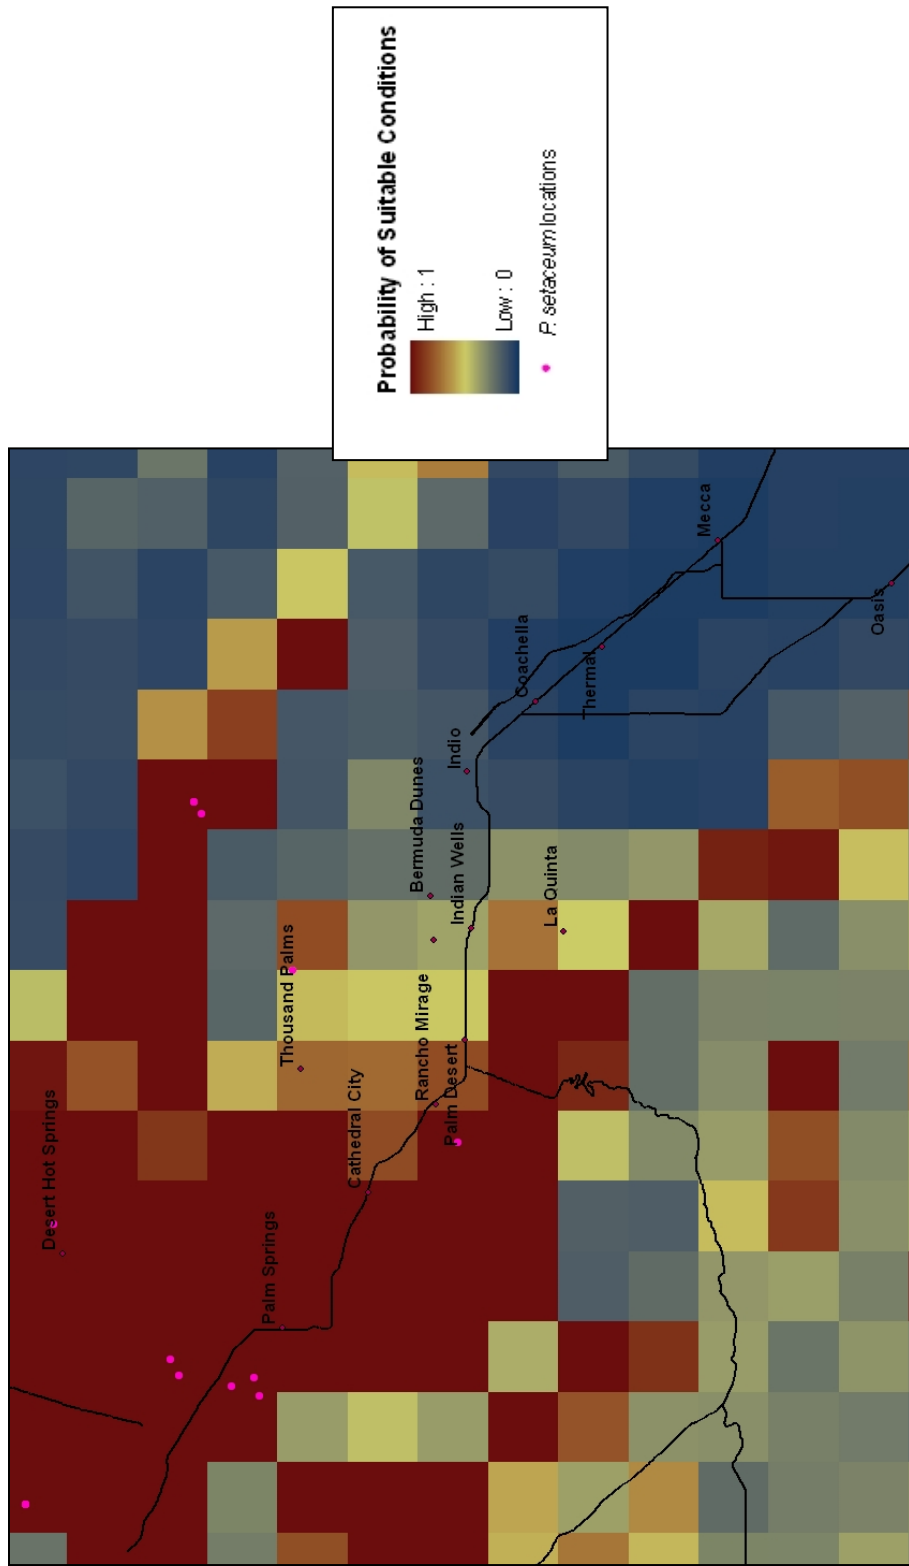 Desert Hot Springs
Palm Springs
Thousand Palms
Cathedral City
Rancho Mirage
Palm Desert
Bermuda Dunes
Indian Wells
Indio
La Quinta
Coachella
Thermal
Mecca
Oasis
Probability of Suitable Conditions
High : 1
Low : 0
P. setaceum locations